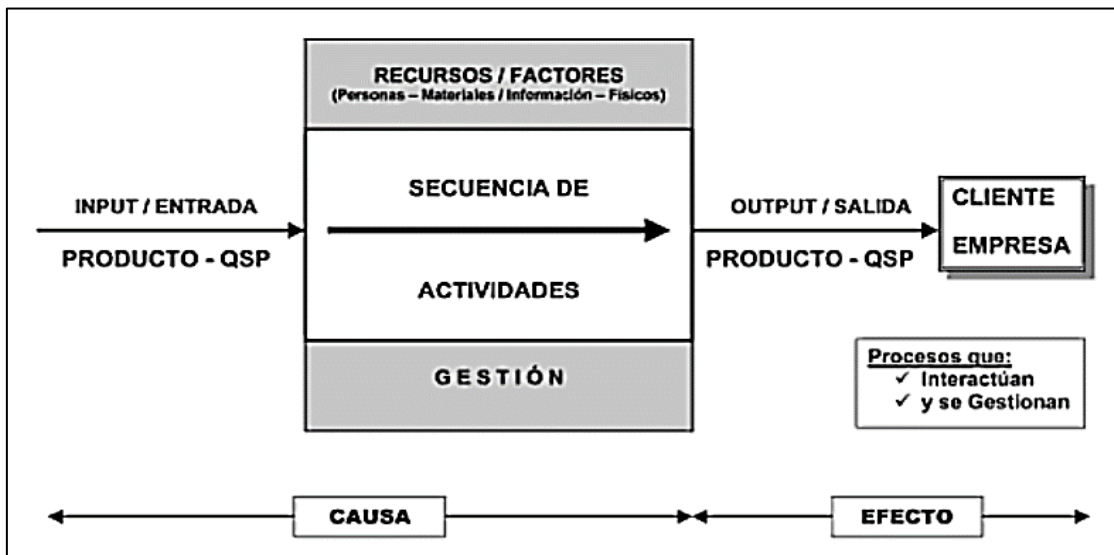 RECURSOS / FACTORES
(Personas – Materiales / Información – Físicos)
INPUT / ENTRADA
PRODUCTO - QSP
SECUENCIA DE
ACTIVIDADES
OUTPUT / SALIDA
PRODUCTO - QSP
CLIENTE
EMPRESA
GESTIÓN
Procesos que:
✓ Interactúan
✓ y se Gestionan
CAUSA
EFECTO